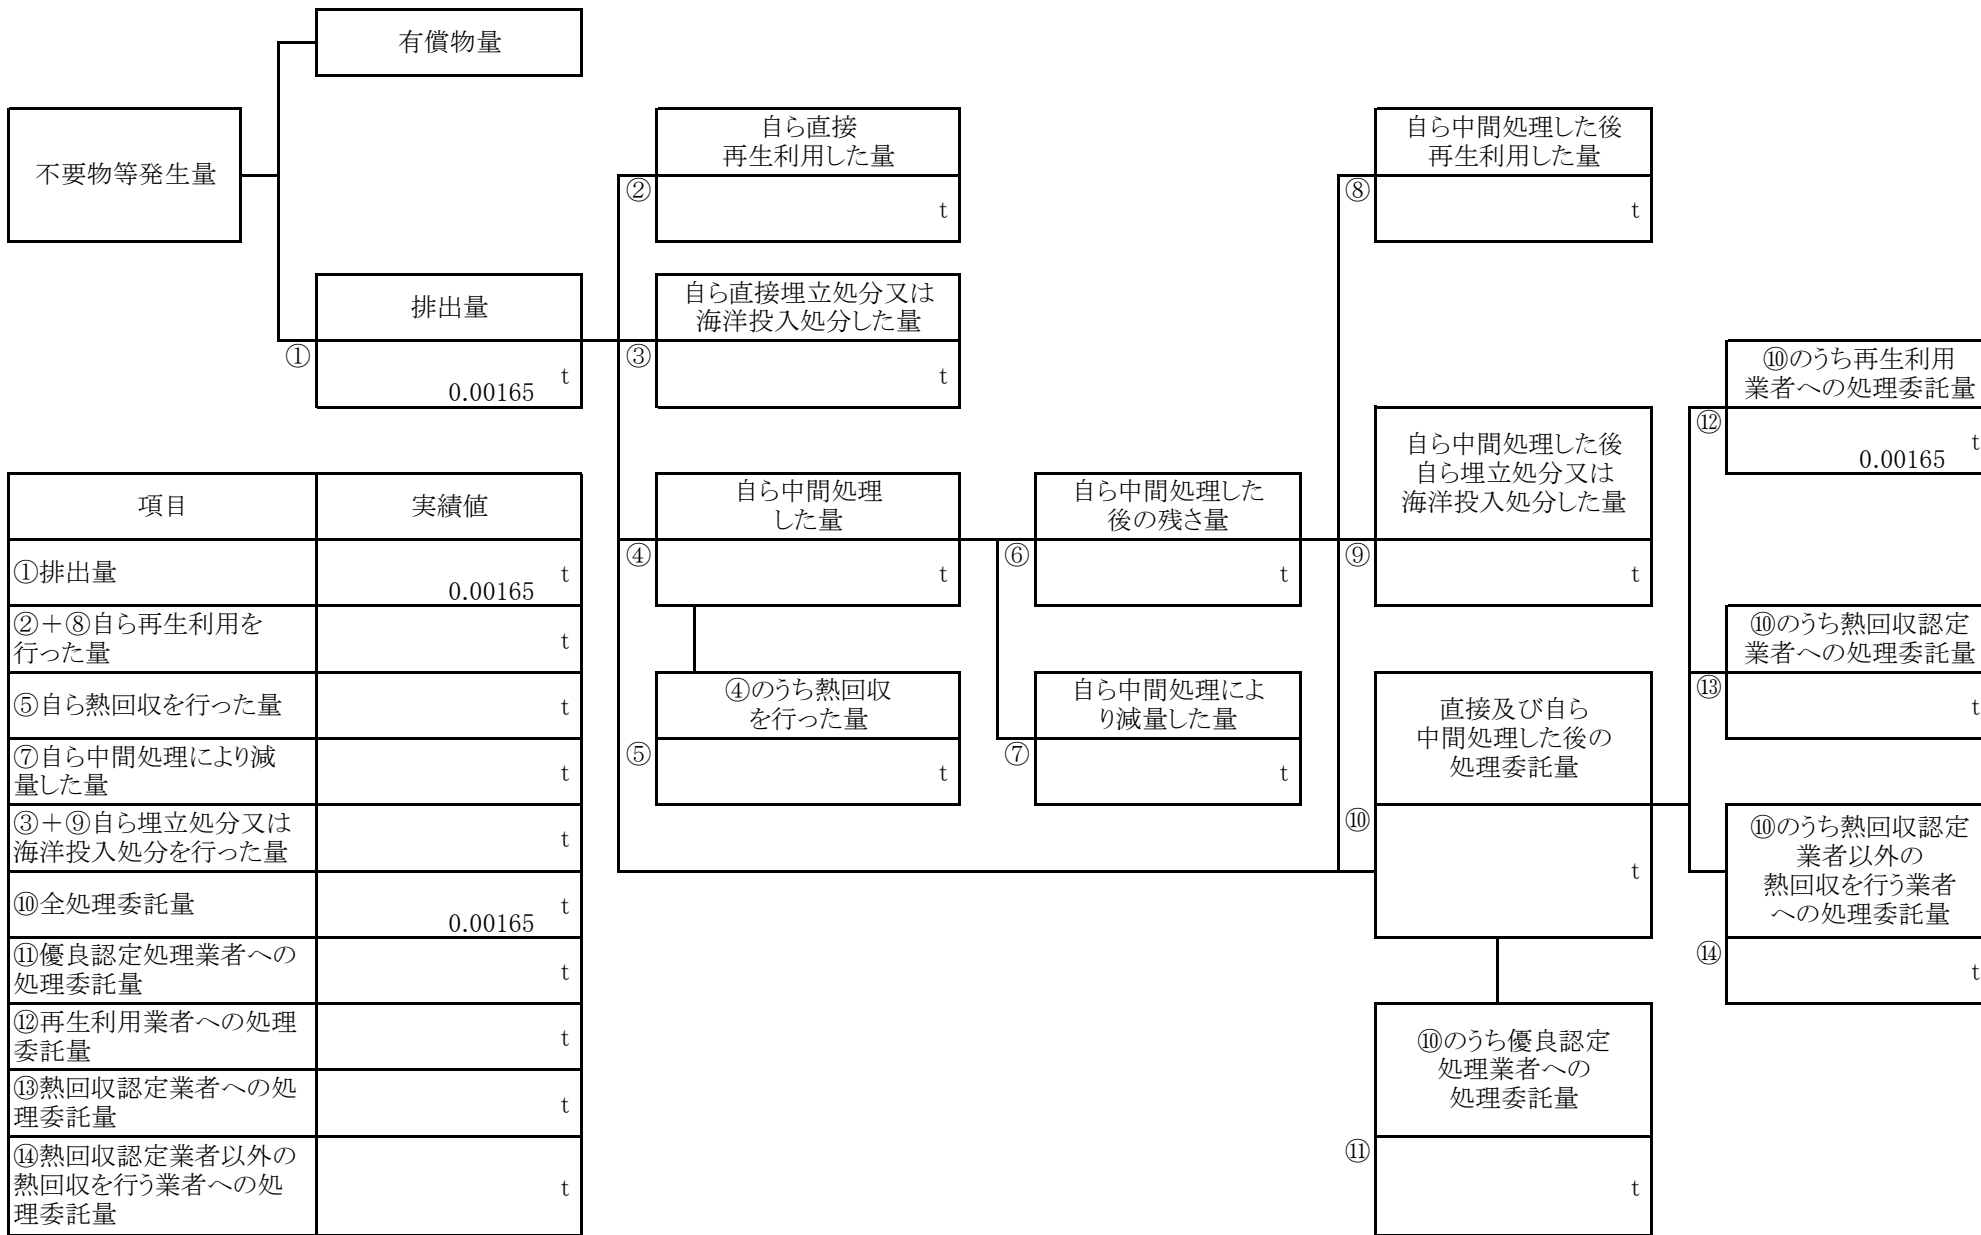 有償物量
不要物等発生量
自ら直接
再生利用した量
②
t
自ら中間処理した後
再生利用した量
⑧
t
排出量
①
t
0.00165
自ら直接埋立処分又は
海洋投入処分した量
③
t
⑩のうち再生利用
業者への処理委託量
⑫
t
0.00165
自ら中間処理した後
自ら埋立処分又は
海洋投入処分した量
⑨
t
自ら中間処理
した量
④
t
自ら中間処理した
後の残さ量
⑥
t
⑩のうち熱回収認定
業者への処理委託量
⑬
t
④のうち熱回収
を行った量
⑤
t
自ら中間処理によ
り減量した量
⑦
t
直接及び自ら
中間処理した後の
処理委託量
⑩
t
⑩のうち熱回収認定
業者以外の
熱回収を行う業者
への処理委託量
⑭
t
⑩のうち優良認定
処理業者への
処理委託量
⑪
t
項目 実績値
①排出量 t
0.00165
②+⑧自ら再生利用を
行った量 t
⑤自ら熱回収を行った量 t
⑦自ら中間処理により減
量した量 t
③+⑨自ら埋立処分又は
海洋投入処分を行った量 t
⑩全処理委託量 t
0.00165
⑪優良認定処理業者への
処理委託量 t
⑫再生利用業者への処理
委託量 t
⑬熱回収認定業者への処
理委託量 t
⑭熱回収認定業者以外の
熱回収を行う業者への処
理委託量 t